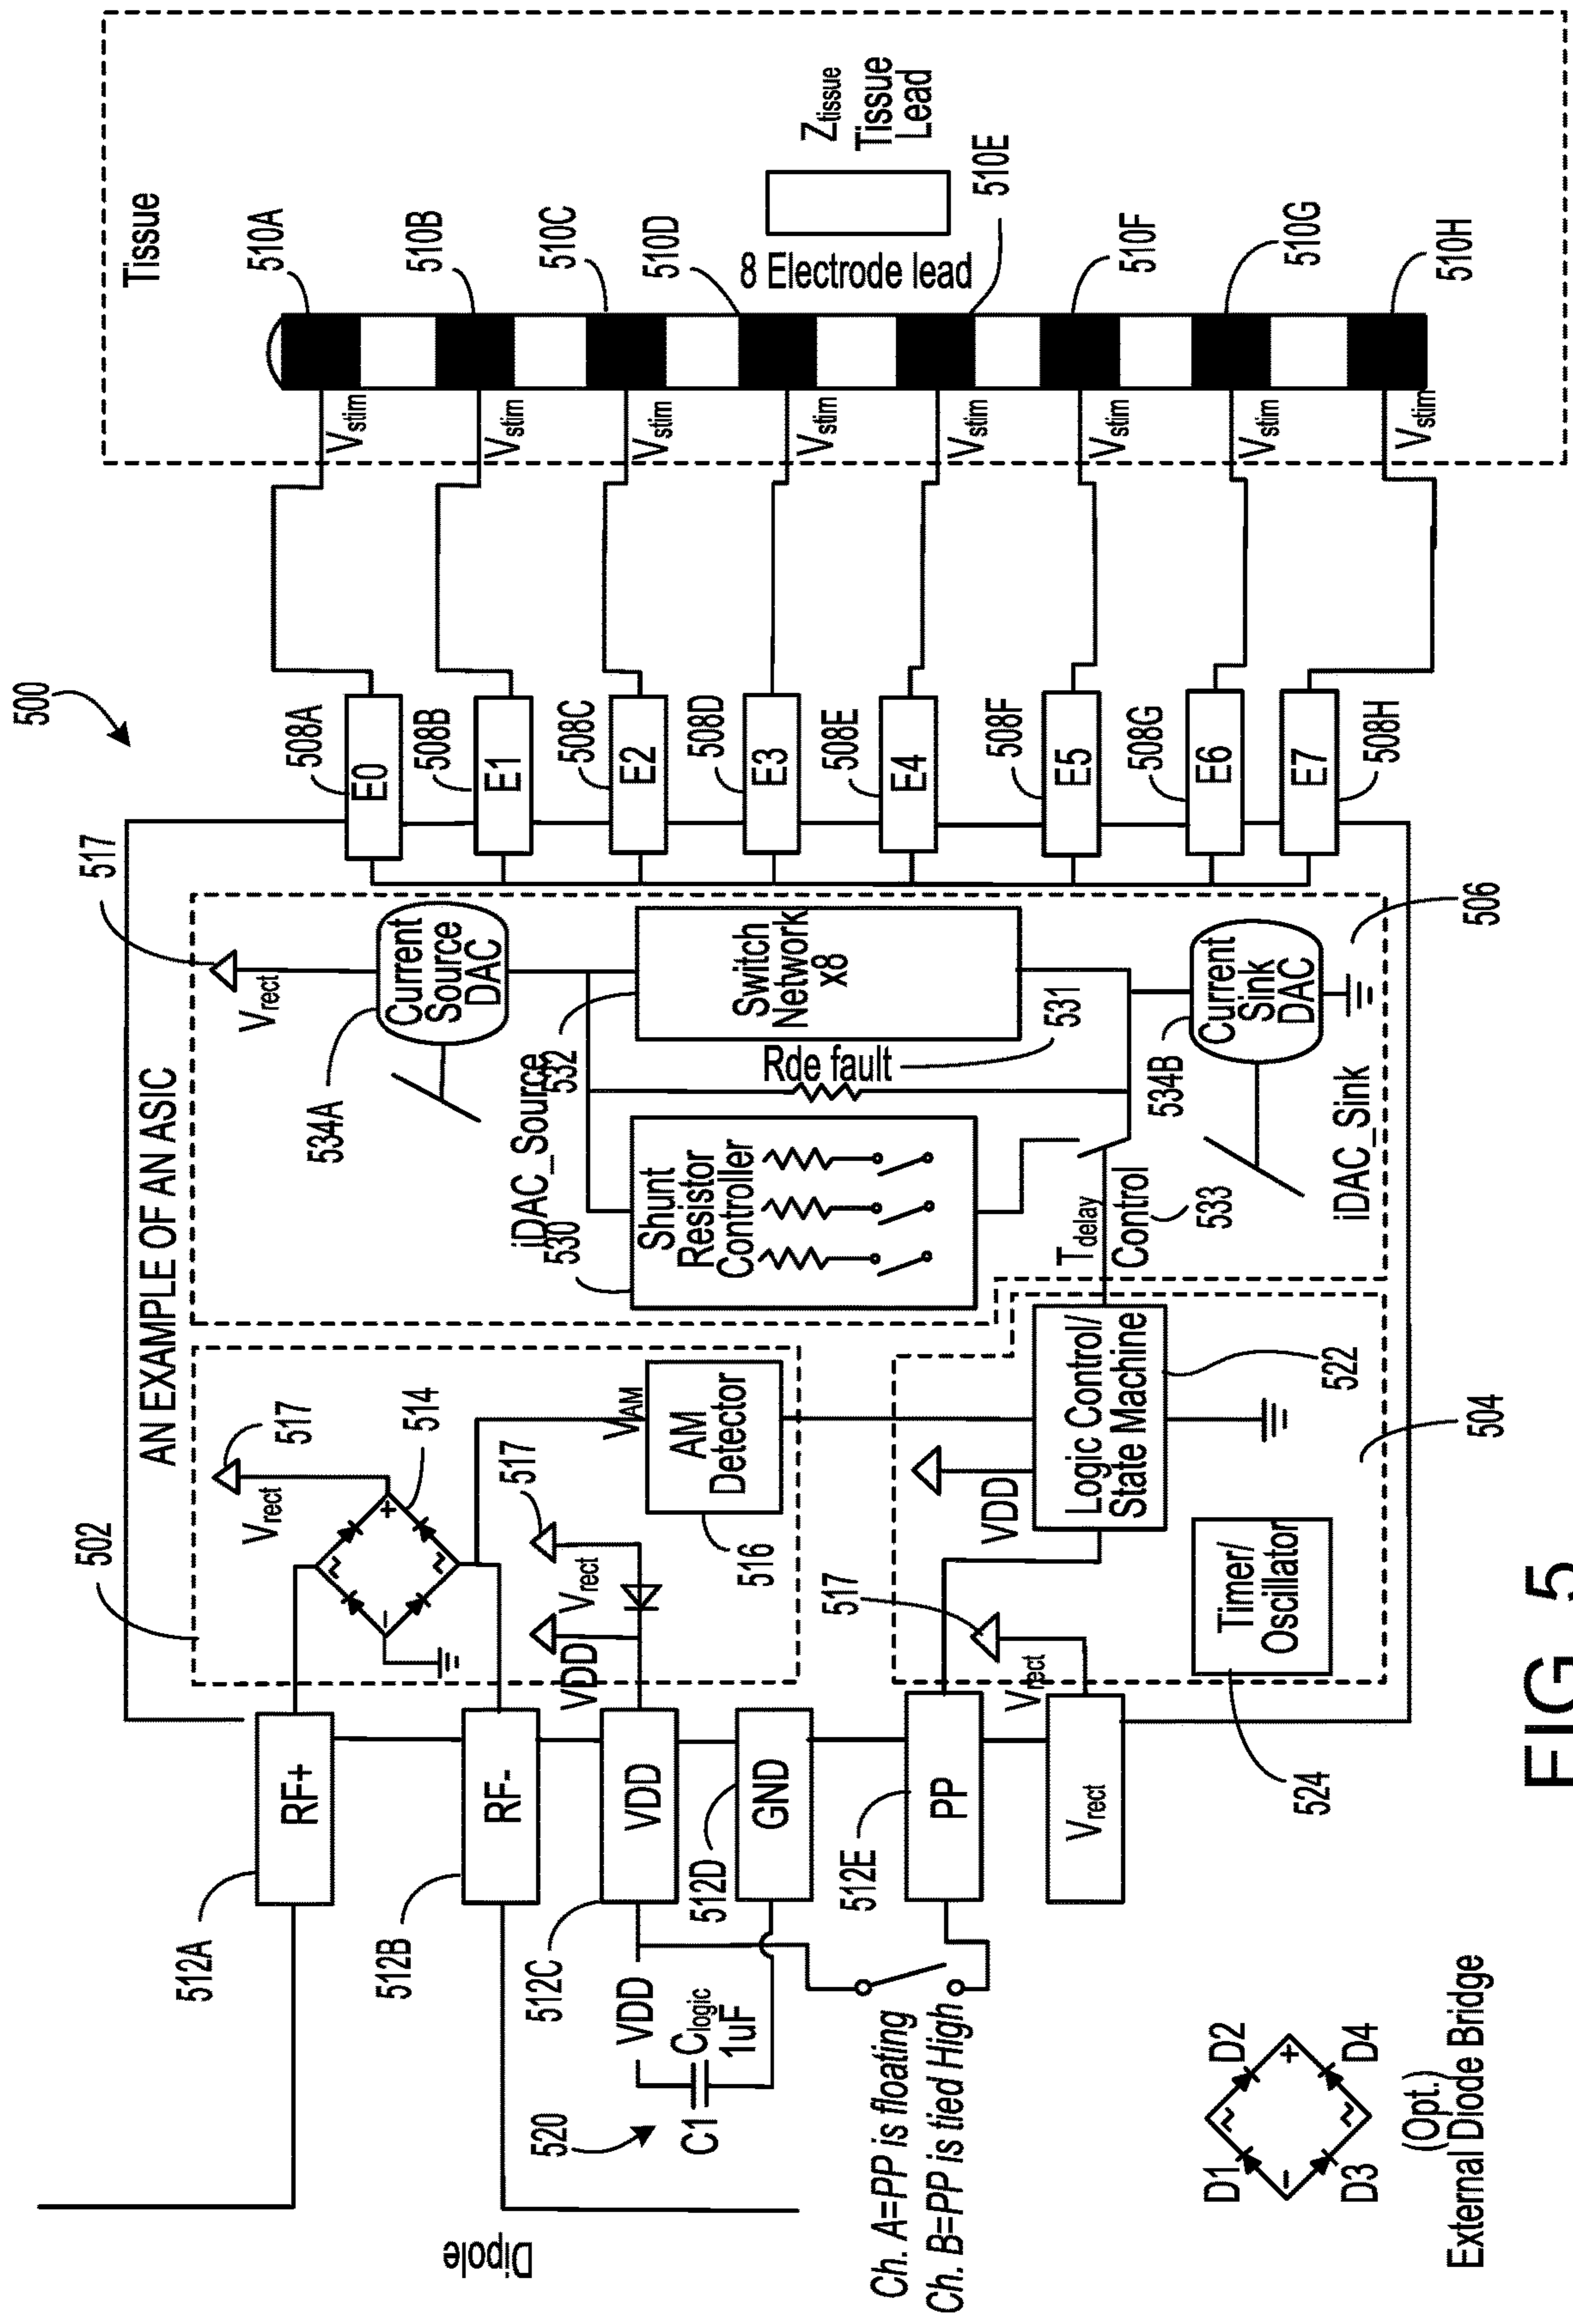 500
AN EXAMPLE OF AN ASIC
502
517
Vrect
514
512A
RF+
512B
RF-
512C
VDD
512D
GND
512E
PP
Vrect
Dipole
VDD
Clogic
1uF
C1
520
Ch. A=PP is floating
Ch. B=PP is tied High
D1
D2
D3
D4
(Opt.)
External Diode Bridge
VDD
Vrect
517
VAM
AM
Detector
516
517
Vrect
VDD
Logic Control/
State Machine
522
Timer/
Oscillator
524
504
517
Vrect
534A
Current
Source
DAC
iDAC_Source
532
530
Shunt
Resistor
Controller
Rde fault
531
Switch
Network
x8
Tdelay
Control
533
534B
Current
Sink
DAC
iDAC_Sink
506
508A
E0
508B
E1
508C
E2
508D
E3
508E
E4
508F
E5
508G
E6
508H
E7
Tissue
Vstim
Vstim
Vstim
Vstim
Vstim
Vstim
Vstim
Vstim
510A
510B
510C
510D
8 Electrode lead
Ztissue
Tissue
Lead
510E
510F
510G
510H
FIG. 5